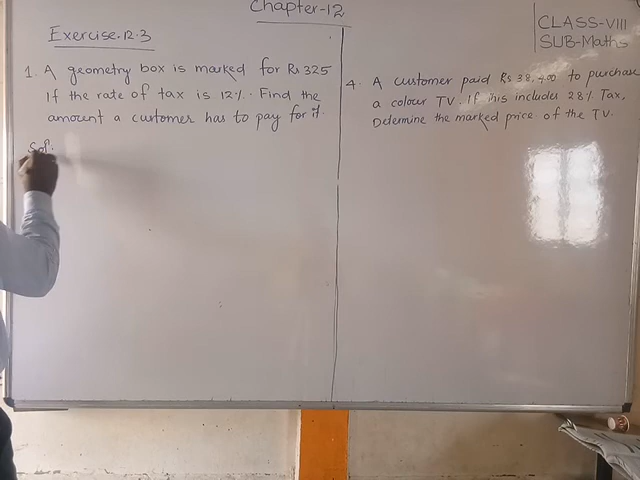 Chapter-12
CLASS-VIII
SUB-Maths
Exercise.12.3
1. A geometry box is marked for Rs 325
If the rate of tax is 12%. Find the
amount a customer has to pay for it.
Sol:
4. A customer paid Rs 38,400 to purchase
a colour TV. If this includes 28% Tax,
Determine the marked price of the TV.